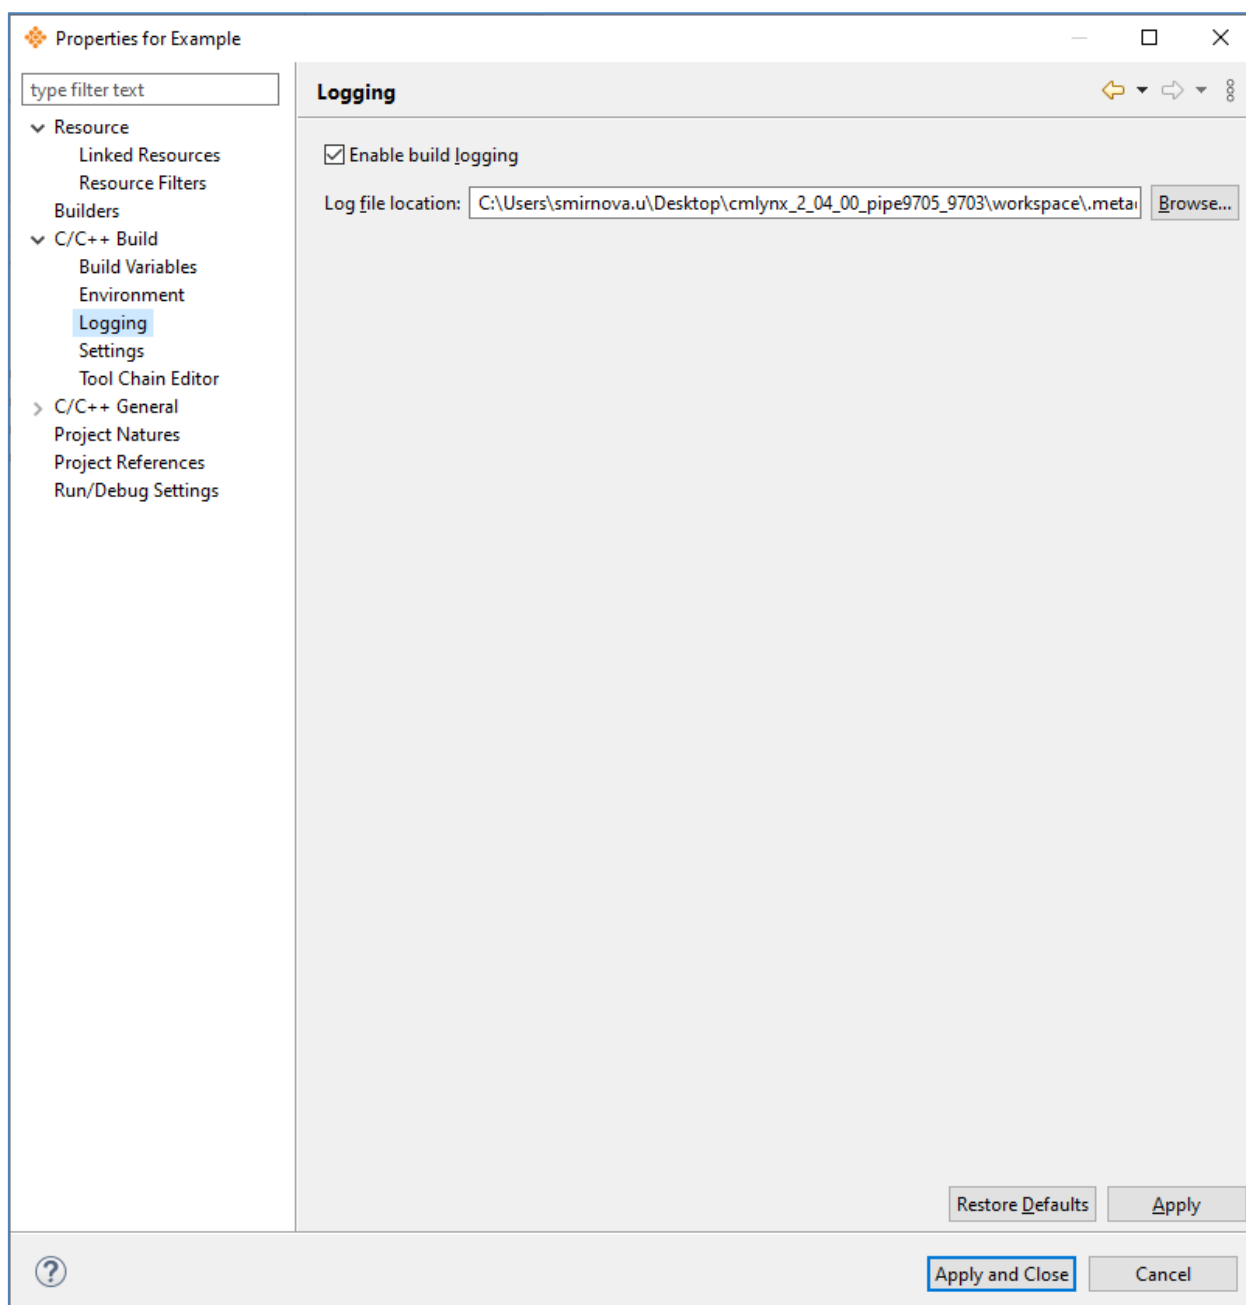 Properties for Example
type filter text
Logging
Resource
Linked Resources
Resource Filters
Builders
C/C++ Build
Build Variables
Environment
Logging
Settings
Tool Chain Editor
C/C++ General
Project Natures
Project References
Run/Debug Settings
Enable build logging
Log file location: C:\Users\smirnova.u\Desktop\cmlynx_2_04_00_pipe9705_9703\workspace\.meta Browse...
Restore Defaults Apply
Apply and Close Cancel